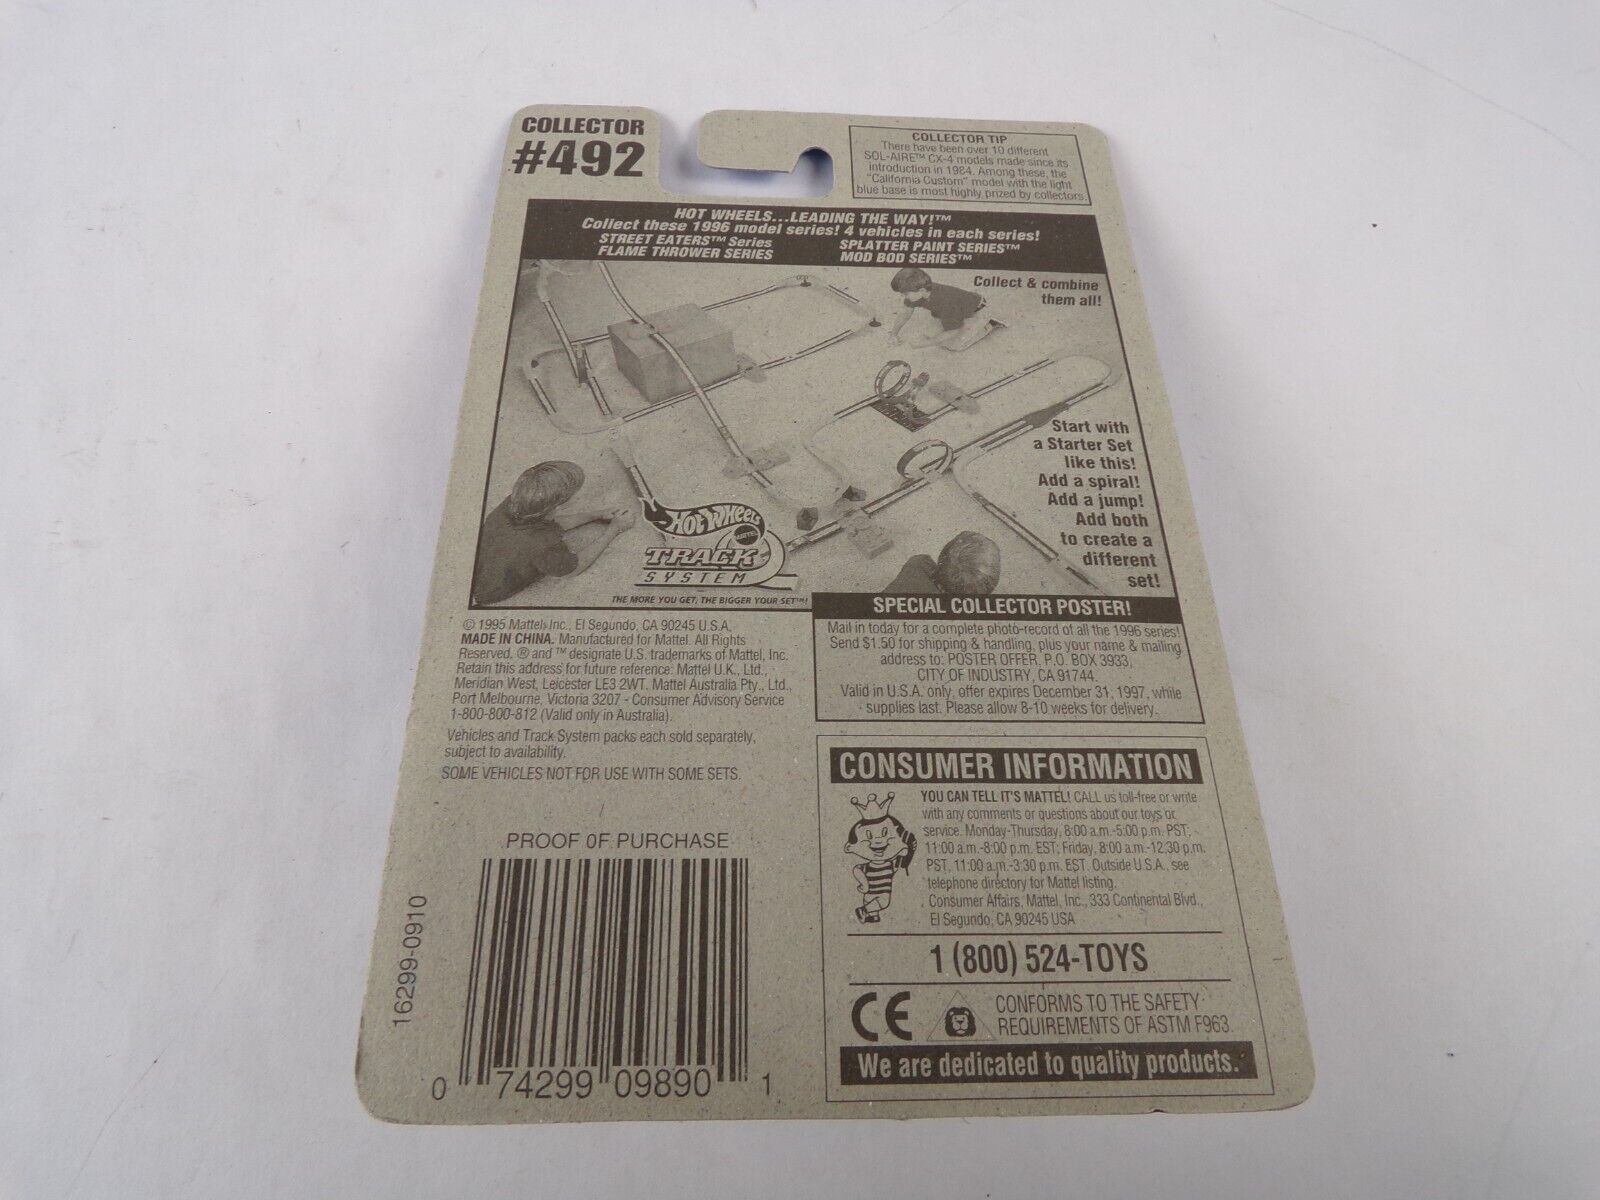 COLLECTOR
#492
COLLECTOR TIP
There have been over 10 different
SOL-AIRE™ CX-4 models made since its
introduction in 1984. Among these, the
"California Custom" model with the light
blue base is most highly prized by collectors.
HOT WHEELS...LEADING THE WAY!™
Collect these 1996 model series! 4 vehicles in each series!
STREET EATERS™ Series
FLAME THROWER SERIES
SPLATTER PAINT SERIES™
MOD BOD SERIES™
Collect & combine
them all!
Start with
a Starter Set
like this!
Add a spiral!
Add a jump!
Add both
to create a
different
set!
HOT WHEELS
MATTEL
TRACK
SYSTEM
THE MORE YOU GET, THE BIGGER YOUR SET™!
© 1995 Mattel, Inc., El Segundo, CA 90245 U.S.A.
MADE IN CHINA. Manufactured for Mattel. All Rights
Reserved. ® and ™ designate U.S. trademarks of Mattel, Inc.
Retain this address for future reference: Mattel U.K., Ltd.,
Meridian West, Leicester LE3 2WT. Mattel Australia Pty., Ltd.,
Port Melbourne, Victoria 3207 - Consumer Advisory Service
1-800-800-812 (Valid only in Australia).
Vehicles and Track System packs each sold separately,
subject to availability.
SOME VEHICLES NOT FOR USE WITH SOME SETS.
SPECIAL COLLECTOR POSTER!
Mail in today for a complete photo-record of all the 1996 series!
Send $1.50 for shipping & handling, plus your name & mailing
address to: POSTER OFFER, P.O. BOX 3933,
CITY OF INDUSTRY, CA 91744.
Valid in U.S.A. only, offer expires December 31, 1997, while
supplies last. Please allow 8-10 weeks for delivery.
CONSUMER INFORMATION
YOU CAN TELL IT'S MATTEL! CALL us toll-free or write
with any comments or questions about our toys or
service. Monday-Thursday, 8:00 a.m.-5:00 p.m. PST,
11:00 a.m.-8:00 p.m. EST; Friday, 8:00 a.m.-12:30 p.m.
PST, 11:00 a.m.-3:30 p.m. EST. Outside U.S.A., see
telephone directory for Mattel listing.
Consumer Affairs, Mattel, Inc., 333 Continental Blvd.,
El Segundo, CA 90245 USA
1 (800) 524-TOYS
CE
CONFORMS TO THE SAFETY
REQUIREMENTS OF ASTM F963.
We are dedicated to quality products.
PROOF OF PURCHASE
16299-0910
0 74299 09890 1